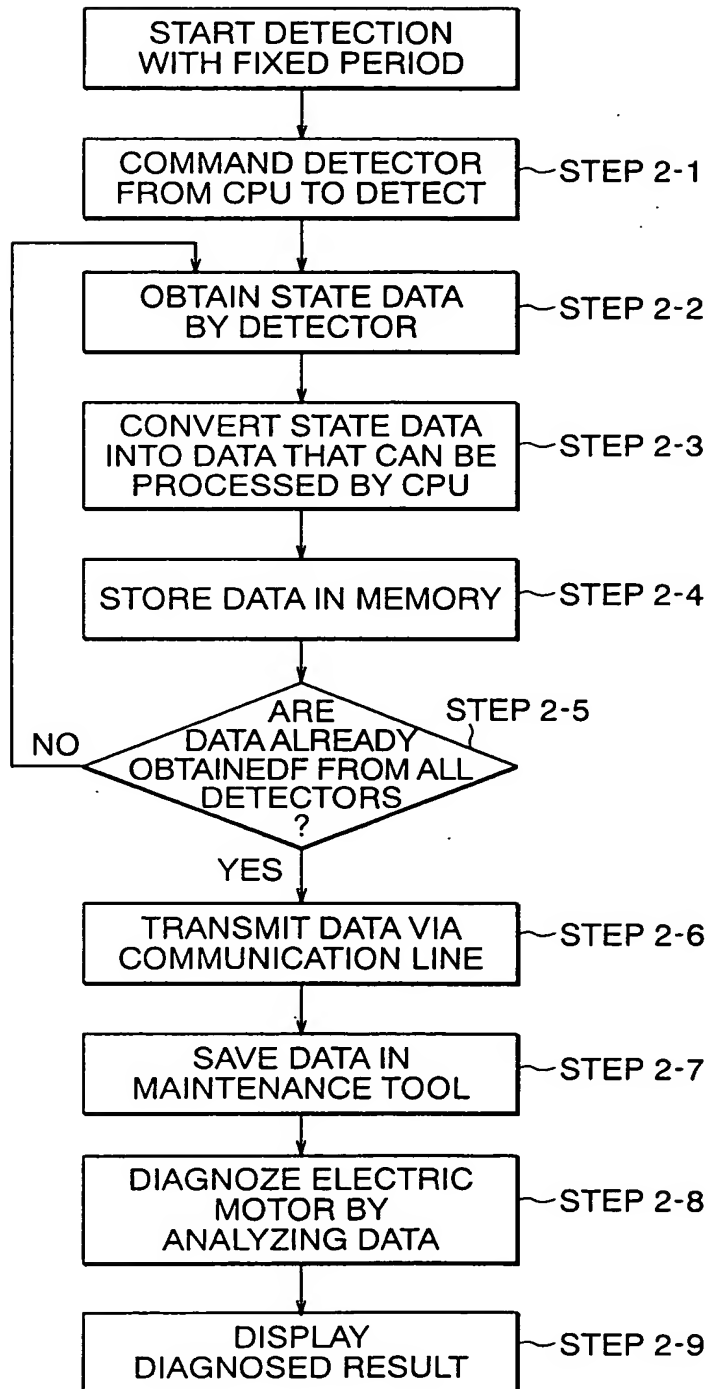 START DETECTION
WITH FIXED PERIOD
COMMAND DETECTOR
FROM CPU TO DETECT
STEP 2-1
OBTAIN STATE DATA
BY DETECTOR
STEP 2-2
CONVERT STATE DATA
INTO DATA THAT CAN BE
PROCESSED BY CPU
STEP 2-3
STORE DATA IN MEMORY
STEP 2-4
ARE
DATA ALREADY
OBTAINEDF FROM ALL
DETECTORS
?
STEP 2-5
NO
YES
TRANSMIT DATA VIA
COMMUNICATION LINE
STEP 2-6
SAVE DATA IN
MAINTENANCE TOOL
STEP 2-7
DIAGNOZE ELECTRIC
MOTOR BY
ANALYZING DATA
STEP 2-8
DISPLAY
DIAGNOSED RESULT
STEP 2-9